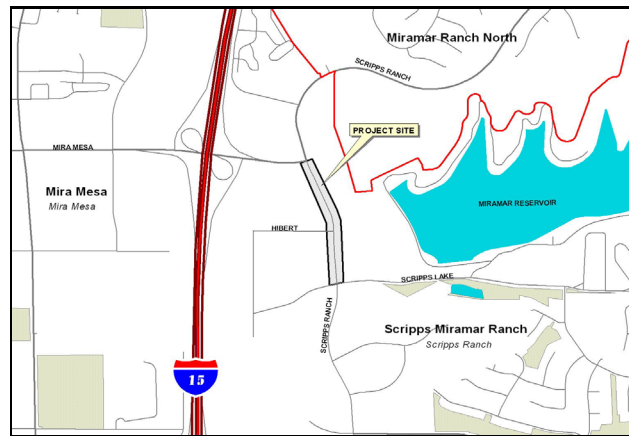 Miramar Ranch North
SCRIPPS RANCH
PROJECT SITE
MIRA MESA
Mira Mesa
Mira Mesa
MIRAMAR RESERVOIR
HIBERT
SCRIPPS LAKE
SCRIPPS RANCH
Scripps Miramar Ranch
Scripps Ranch
15